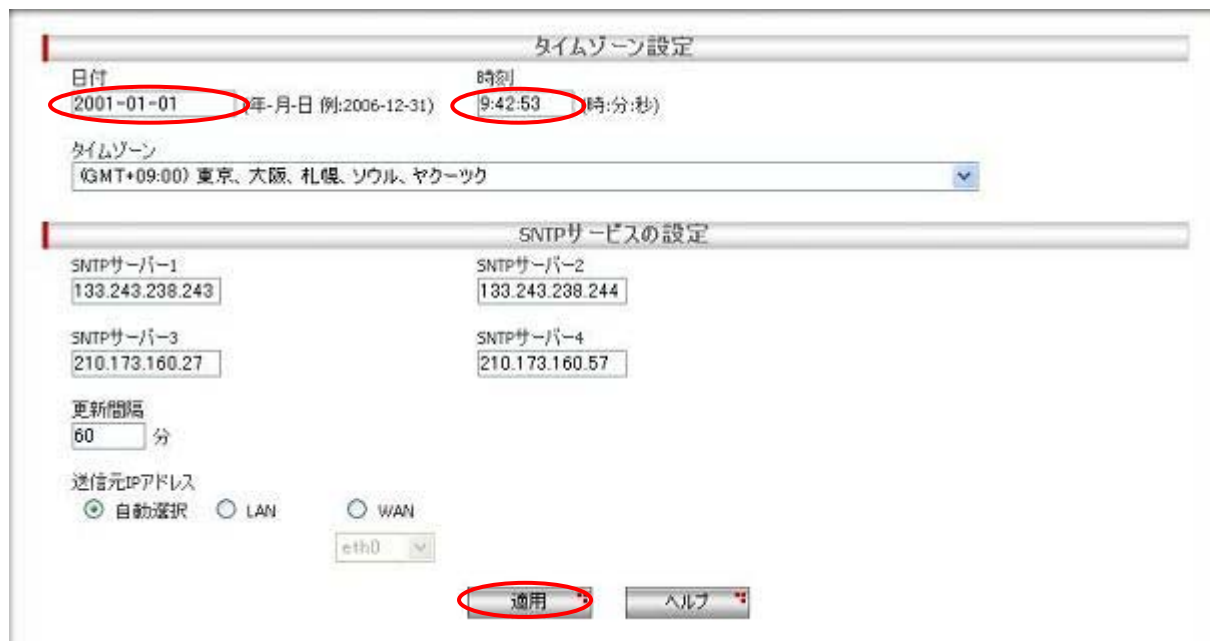 タイムゾーン設定
日付 時刻
2001-01-01 (年-月-日 例:2006-12-31) 9:42:53 (時:分:秒)
タイムゾーン
(GMT+09:00) 東京、大阪、札幌、ソウル、ヤクーツク
SNTPサービスの設定
SNTPサーバー1 SNTPサーバー2
133.243.238.243 133.243.238.244
SNTPサーバー3 SNTPサーバー4
210.173.160.27 210.173.160.57
更新間隔
60 分
送信元IPアドレス
自動選択 LAN WAN
eth0
適用 ヘルプ